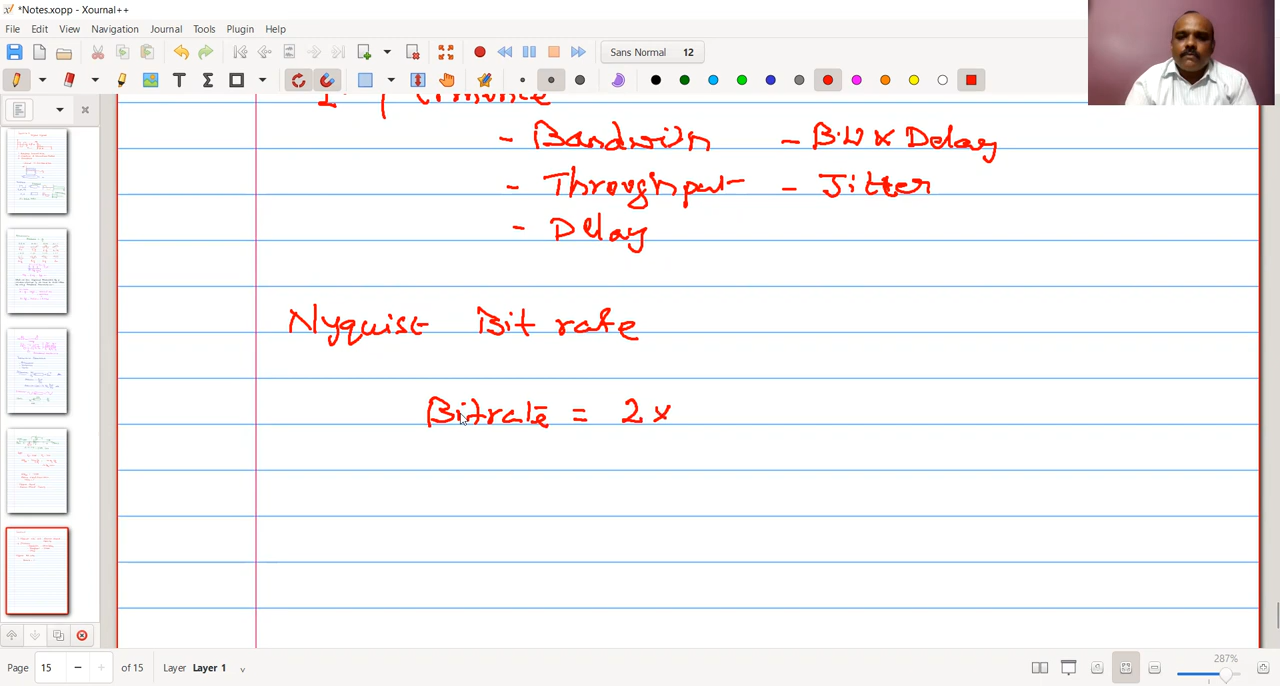 *Notes.xopp - Xournal++
File Edit View Navigation Journal Tools Plugin Help
Sans Normal 12
- Bandwidth - B.W x Delay
- Throughput - Jitter
- Delay
Nyquist Bit rate
Bitrate = 2 x
287%
Page 15 of 15 Layer Layer 1